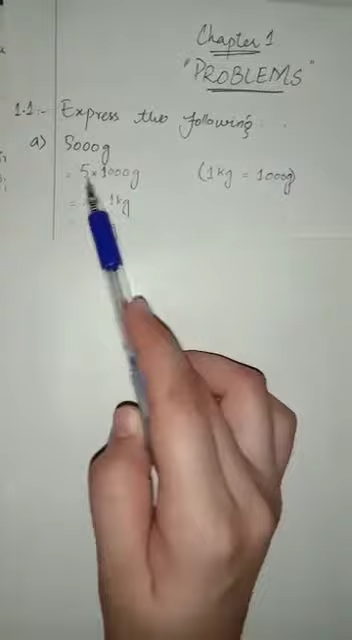 Chapter 1
"PROBLEMS"
1.1:- Express the following.
a) 5000g
= 5 × 1000g (1kg = 1000g)
= 1kg
=